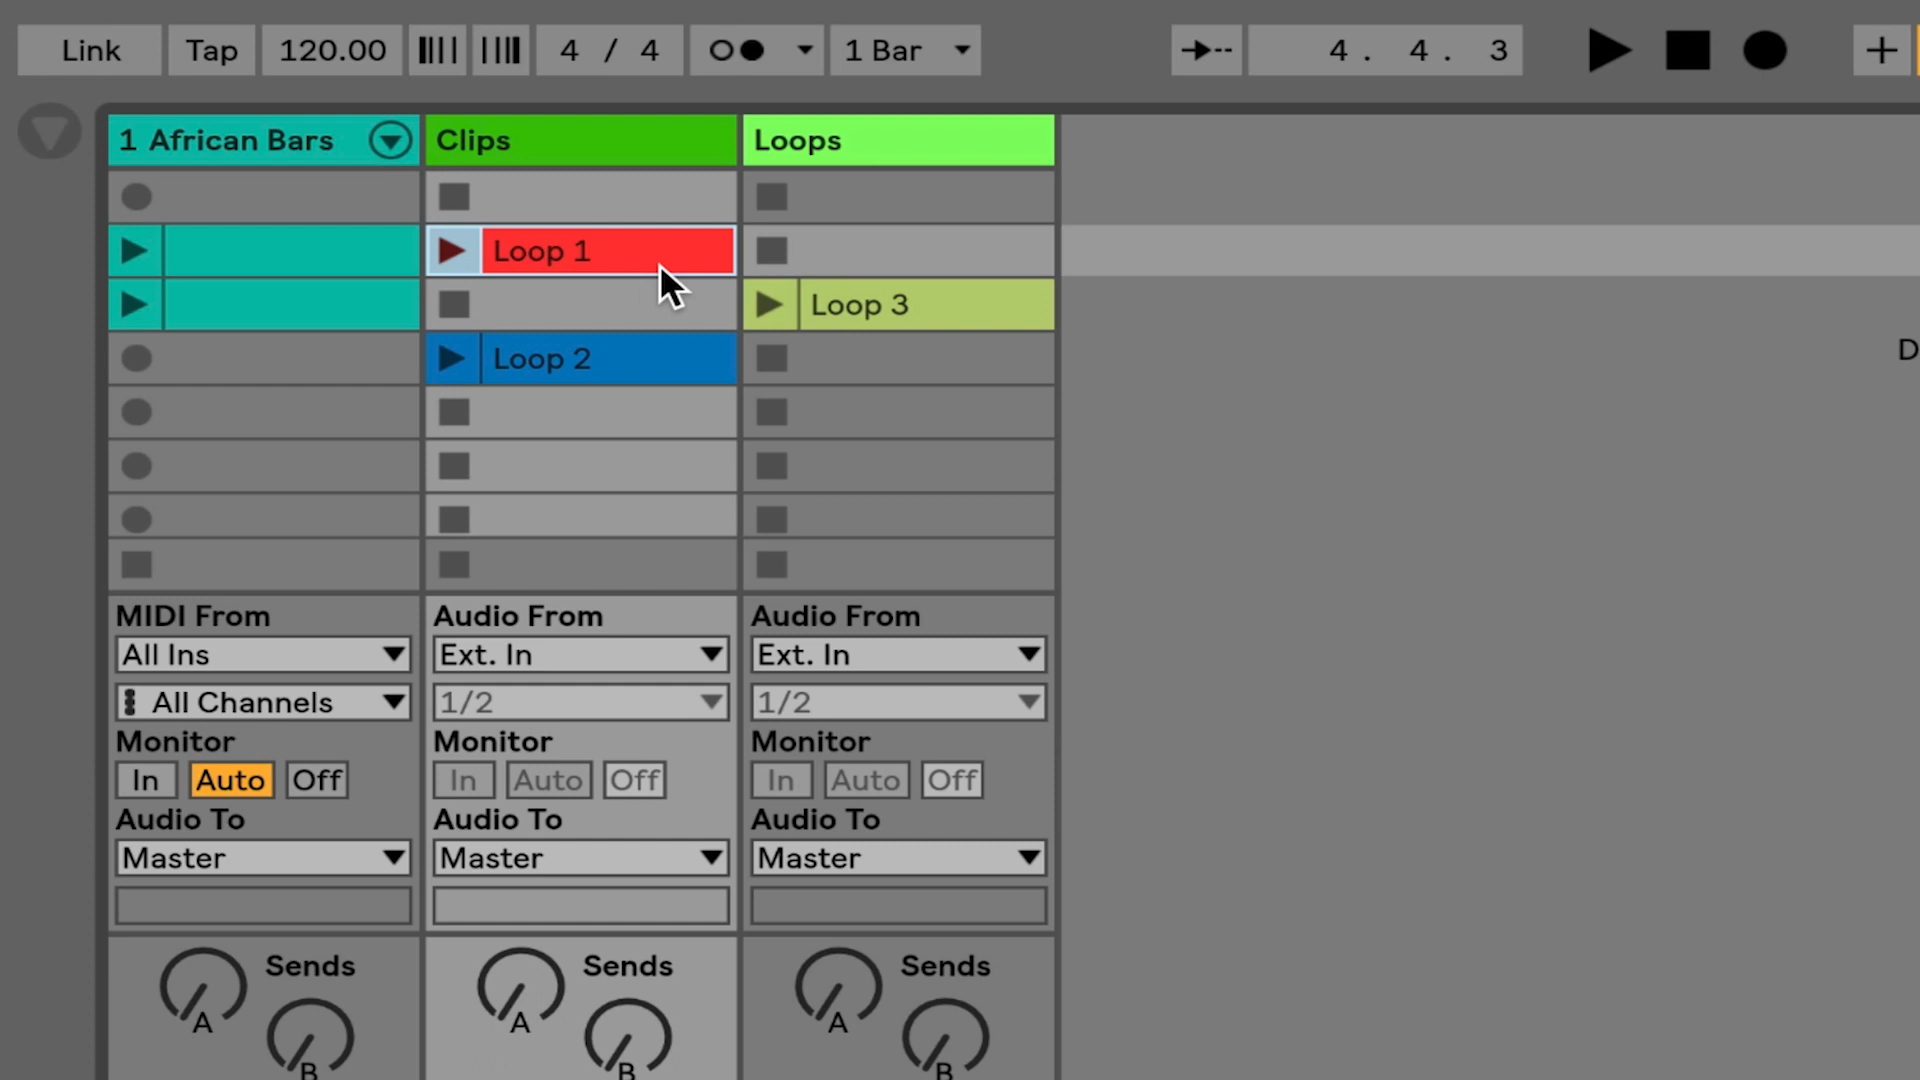 Link Tap 120.00 4 / 4 1 Bar 4. 4. 3 +
1 African Bars Clips Loops
Loop 1
Loop 3
Loop 2
D
MIDI From Audio From Audio From
All Ins Ext. In Ext. In
All Channels 1/2 1/2
Monitor Monitor Monitor
In Auto Off In Auto Off In Auto Off
Audio To Audio To Audio To
Master Master Master
Sends Sends Sends
A A A
B B B